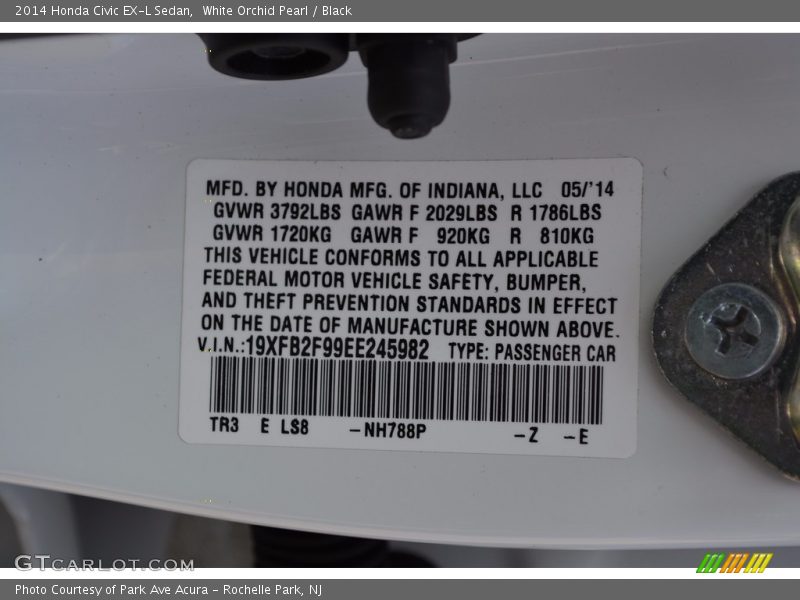 2014 Honda Civic EX-L Sedan, White Orchid Pearl / Black
MFD. BY HONDA MFG. OF INDIANA, LLC 05/'14
GVWR 3792LBS GAWR F 2029LBS R 1786LBS
GVWR 1720KG GAWR F 920KG R 810KG
THIS VEHICLE CONFORMS TO ALL APPLICABLE
FEDERAL MOTOR VEHICLE SAFETY, BUMPER,
AND THEFT PREVENTION STANDARDS IN EFFECT
ON THE DATE OF MANUFACTURE SHOWN ABOVE.
V.I.N.:19XFB2F99EE245982 TYPE: PASSENGER CAR
TR3 E LS8 -NH788P -Z -E
GTCARLOT.COM
Photo Courtesy of Park Ave Acura - Rochelle Park, NJ